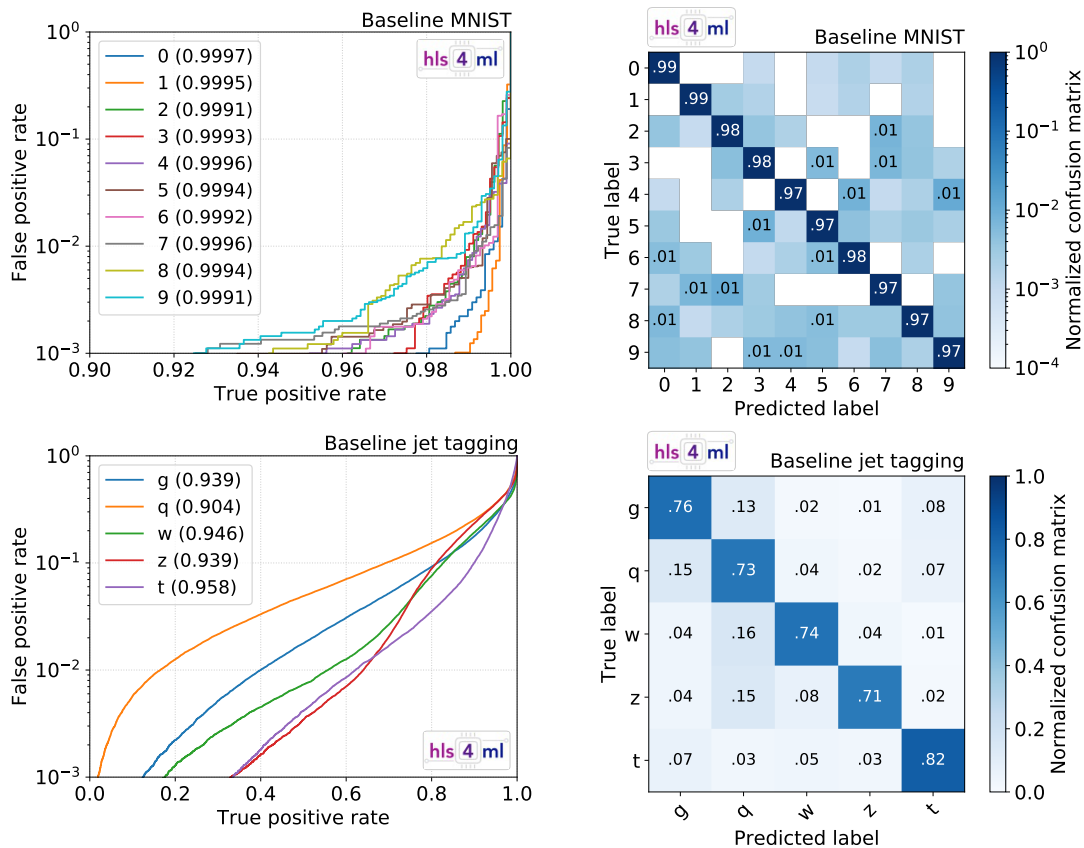 Baseline MNIST
hls 4 ml
10^0
10^-1
10^-2
10^-3
False positive rate
0 (0.9997)
1 (0.9995)
2 (0.9991)
3 (0.9993)
4 (0.9996)
5 (0.9994)
6 (0.9992)
7 (0.9996)
8 (0.9994)
9 (0.9991)
0.90 0.92 0.94 0.96 0.98 1.00
True positive rate
hls 4 ml
Baseline MNIST
True label
0 .99
1 .99
2 .98 .01
3 .98 .01 .01
4 .97 .01 .01
5 .01 .97
6 .01 .01 .98
7 .01 .01 .97
8 .01 .01 .97
9 .01 .01 .97
0 1 2 3 4 5 6 7 8 9
Predicted label
10^0
10^-1
10^-2
10^-3
10^-4
Normalized confusion matrix
Baseline jet tagging
10^0
10^-1
10^-2
10^-3
False positive rate
g (0.939)
q (0.904)
w (0.946)
z (0.939)
t (0.958)
hls 4 ml
0.0 0.2 0.4 0.6 0.8 1.0
True positive rate
hls 4 ml
Baseline jet tagging
True label
g .76 .13 .02 .01 .08
q .15 .73 .04 .02 .07
w .04 .16 .74 .04 .01
z .04 .15 .08 .71 .02
t .07 .03 .05 .03 .82
g q w z t
Predicted label
1.0
0.8
0.6
0.4
0.2
0.0
Normalized confusion matrix